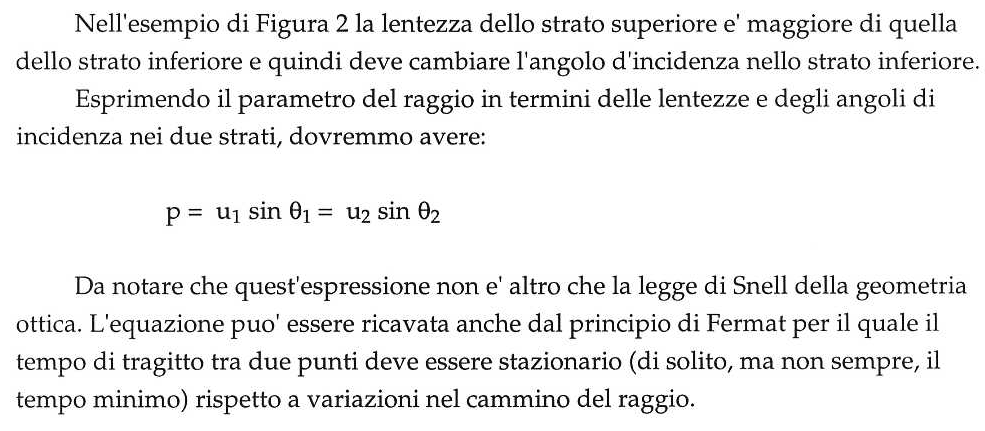 Nell'esempio di Figura 2 la lentezza dello strato superiore e' maggiore di quella
dello strato inferiore e quindi deve cambiare l'angolo d'incidenza nello strato inferiore.
Esprimendo il parametro del raggio in termini delle lentezze e degli angoli di
incidenza nei due strati, dovremmo avere:
p = u₁ sin θ₁ = u₂ sin θ₂
Da notare che quest'espressione non e' altro che la legge di Snell della geometria
ottica. L'equazione puo' essere ricavata anche dal principio di Fermat per il quale il
tempo di tragitto tra due punti deve essere stazionario (di solito, ma non sempre, il
tempo minimo) rispetto a variazioni nel cammino del raggio.